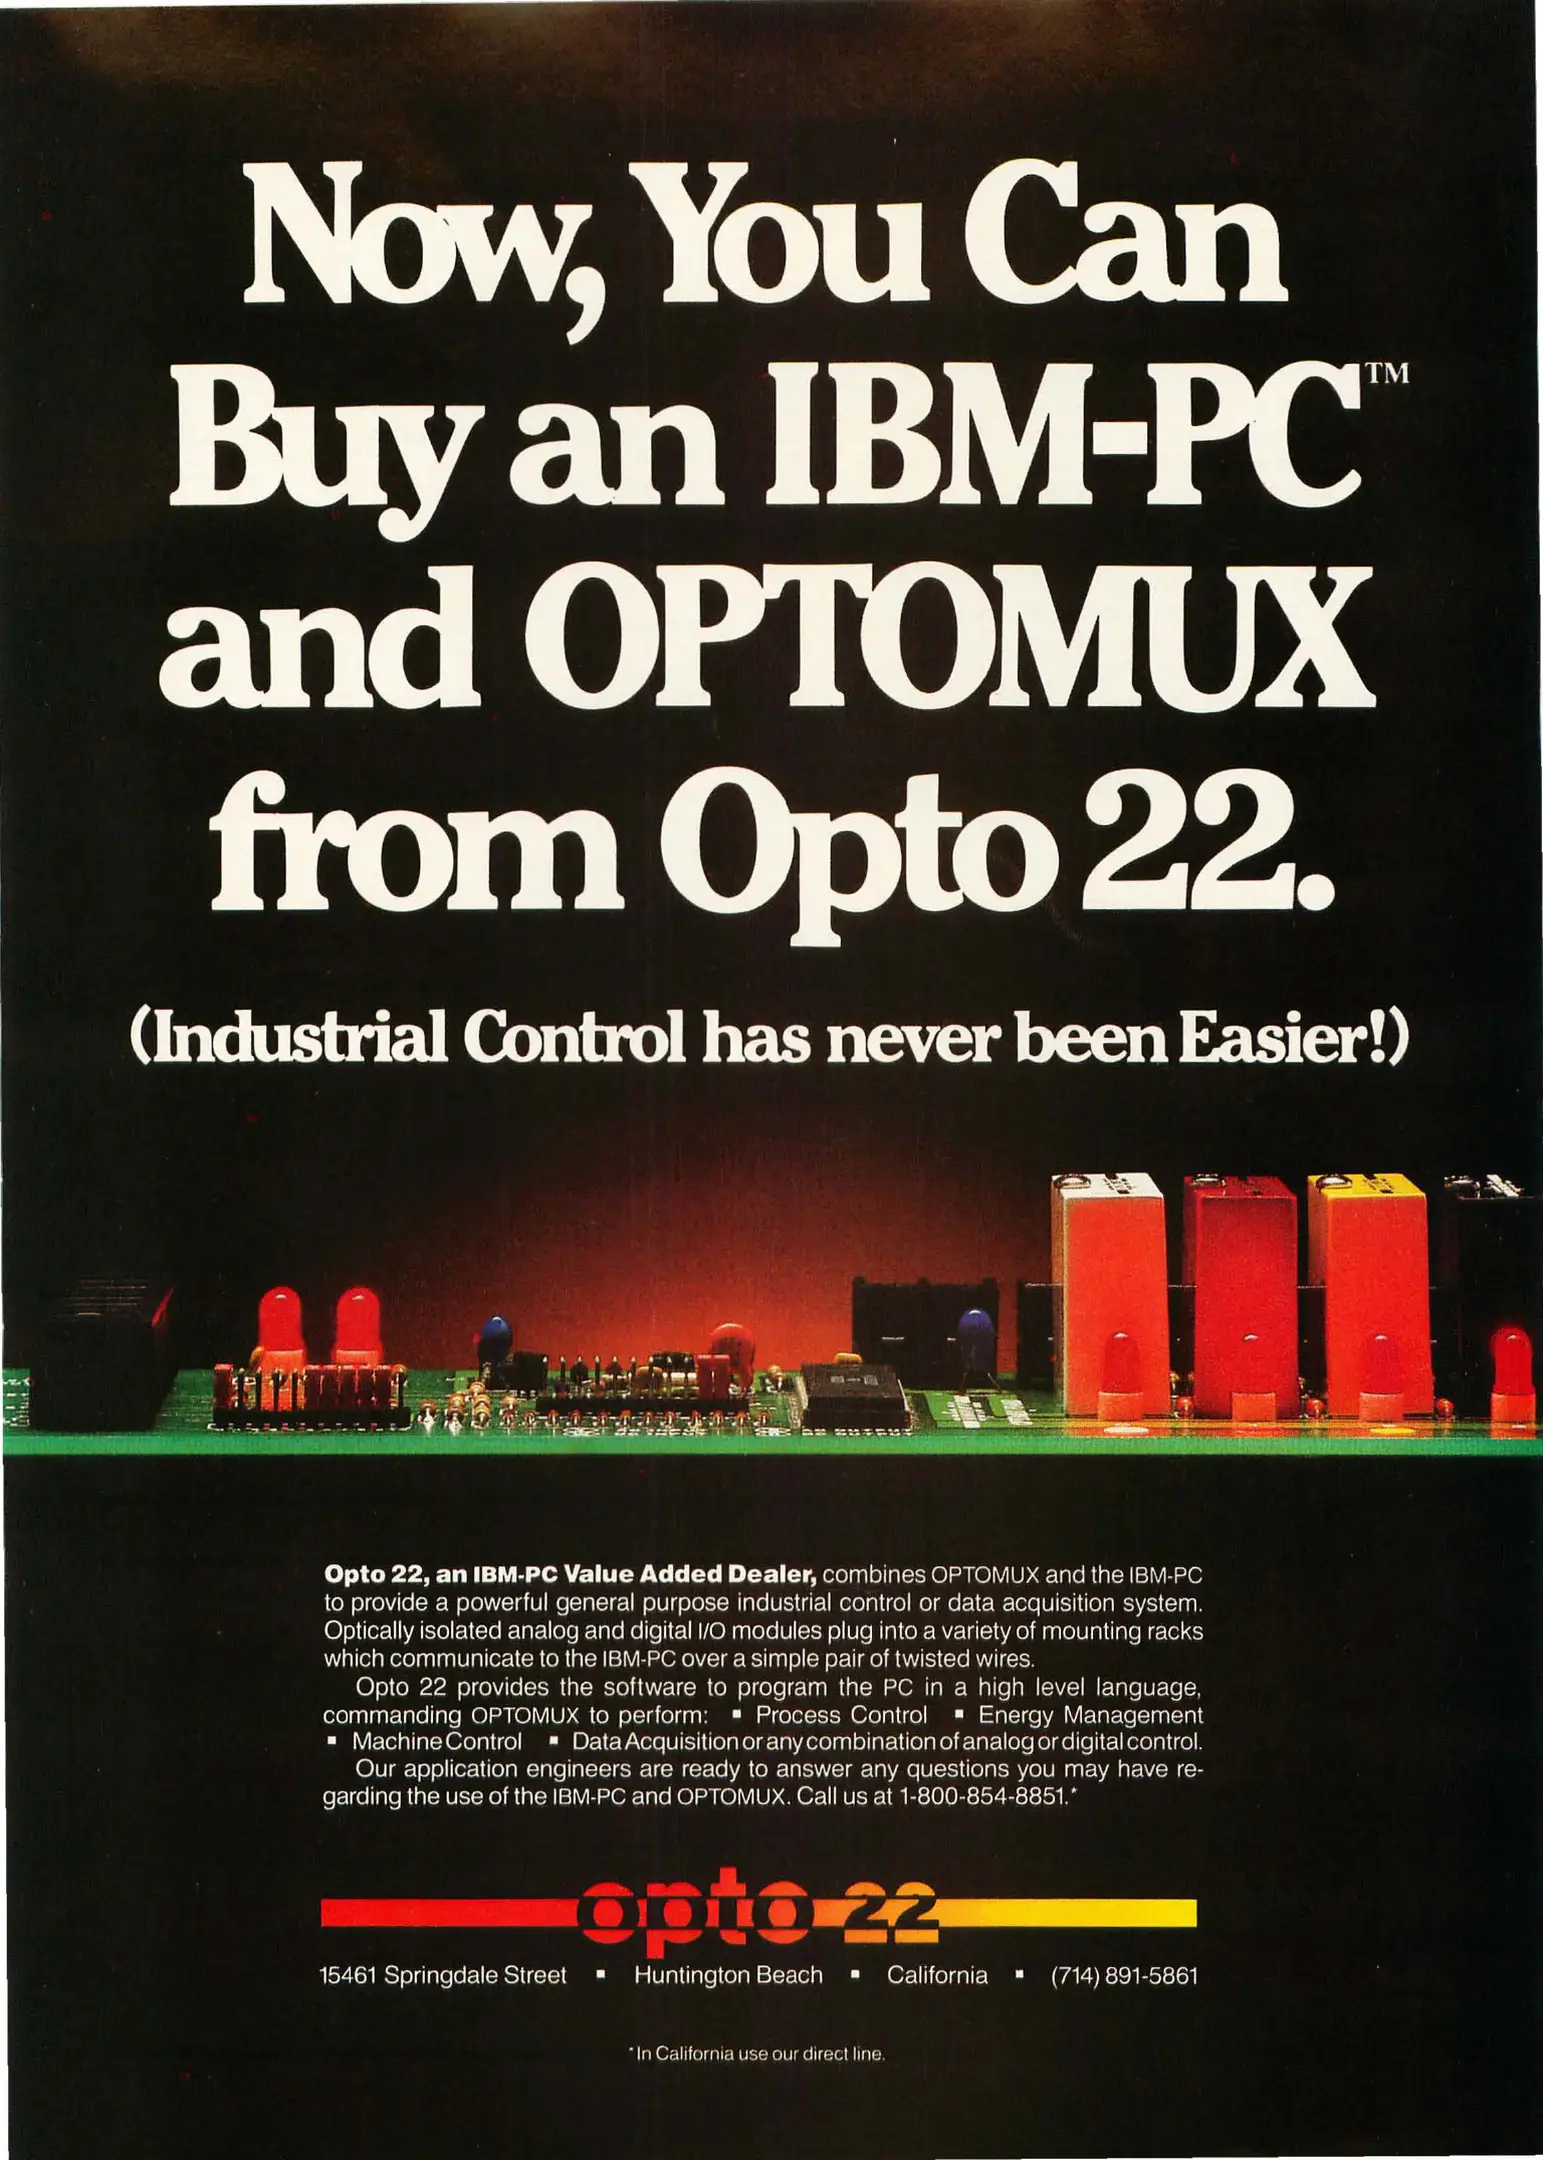 Now, You Can
Buy an IBM-PC™
and OPTOMUX
from Opto 22.
(Industrial Control has never been Easier!)
Opto 22, an IBM-PC Value Added Dealer, combines OPTOMUX and the IBM-PC
to provide a powerful general purpose industrial control or data acquisition system.
Optically isolated analog and digital I/O modules plug into a variety of mounting racks
which communicate to the IBM-PC over a simple pair of twisted wires.
Opto 22 provides the software to program the PC in a high level language,
commanding OPTOMUX to perform: ▪ Process Control ▪ Energy Management
▪ Machine Control ▪ Data Acquisition or any combination of analog or digital control.
Our application engineers are ready to answer any questions you may have re-
garding the use of the IBM-PC and OPTOMUX. Call us at 1-800-854-8851.*
opto 22
15461 Springdale Street ▪ Huntington Beach ▪ California ▪ (714) 891-5861
*In California use our direct line.